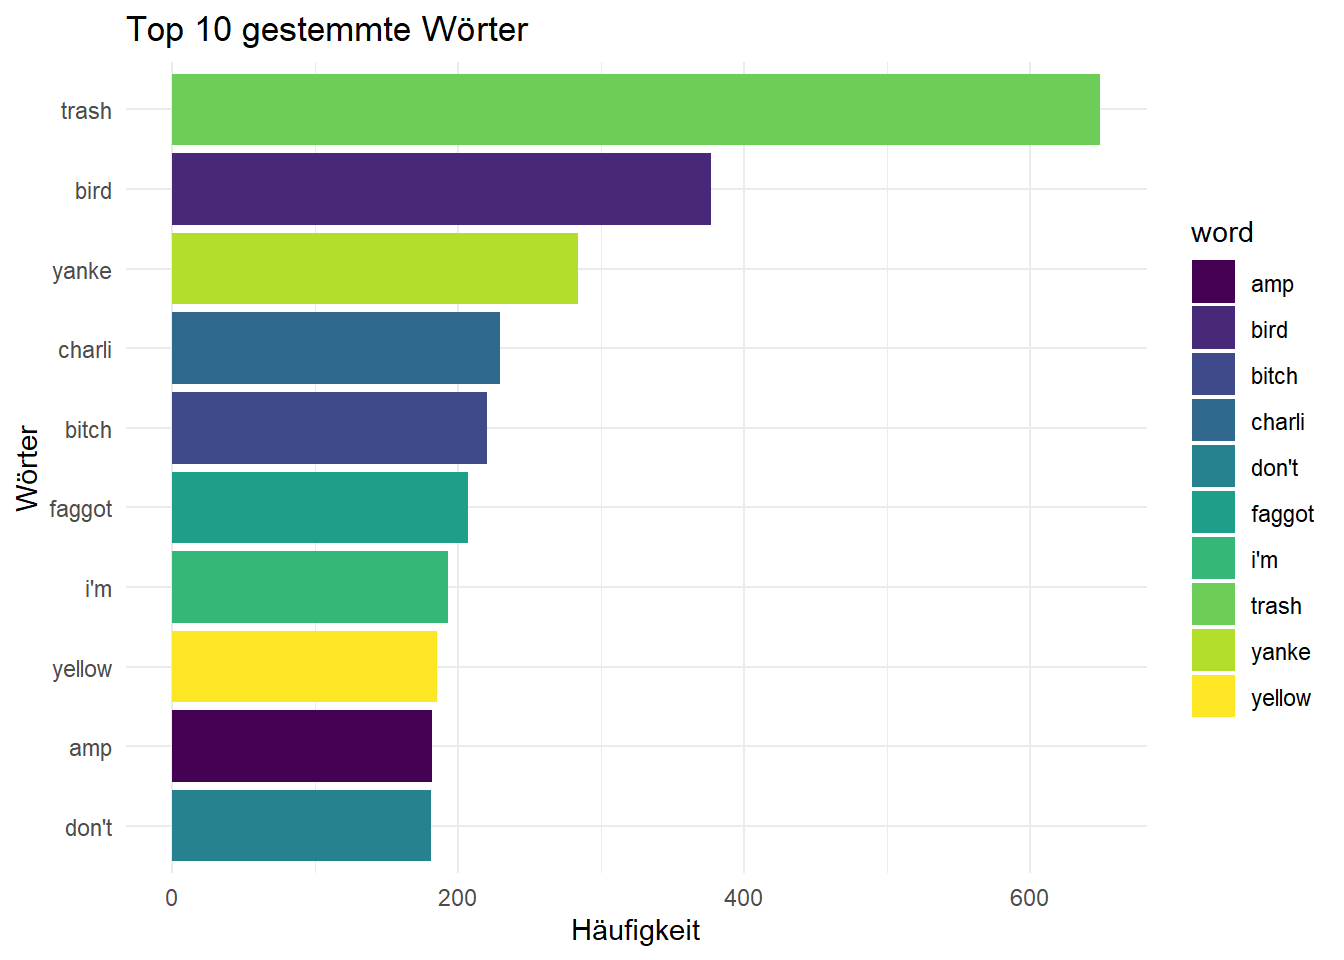 Top 10 gestemmte Wörter
trash
bird
yanke
charli
bitch
faggot
i'm
yellow
amp
don't
Wörter
0 200 400 600
Häufigkeit
word
amp
bird
bitch
charli
don't
faggot
i'm
trash
yanke
yellow